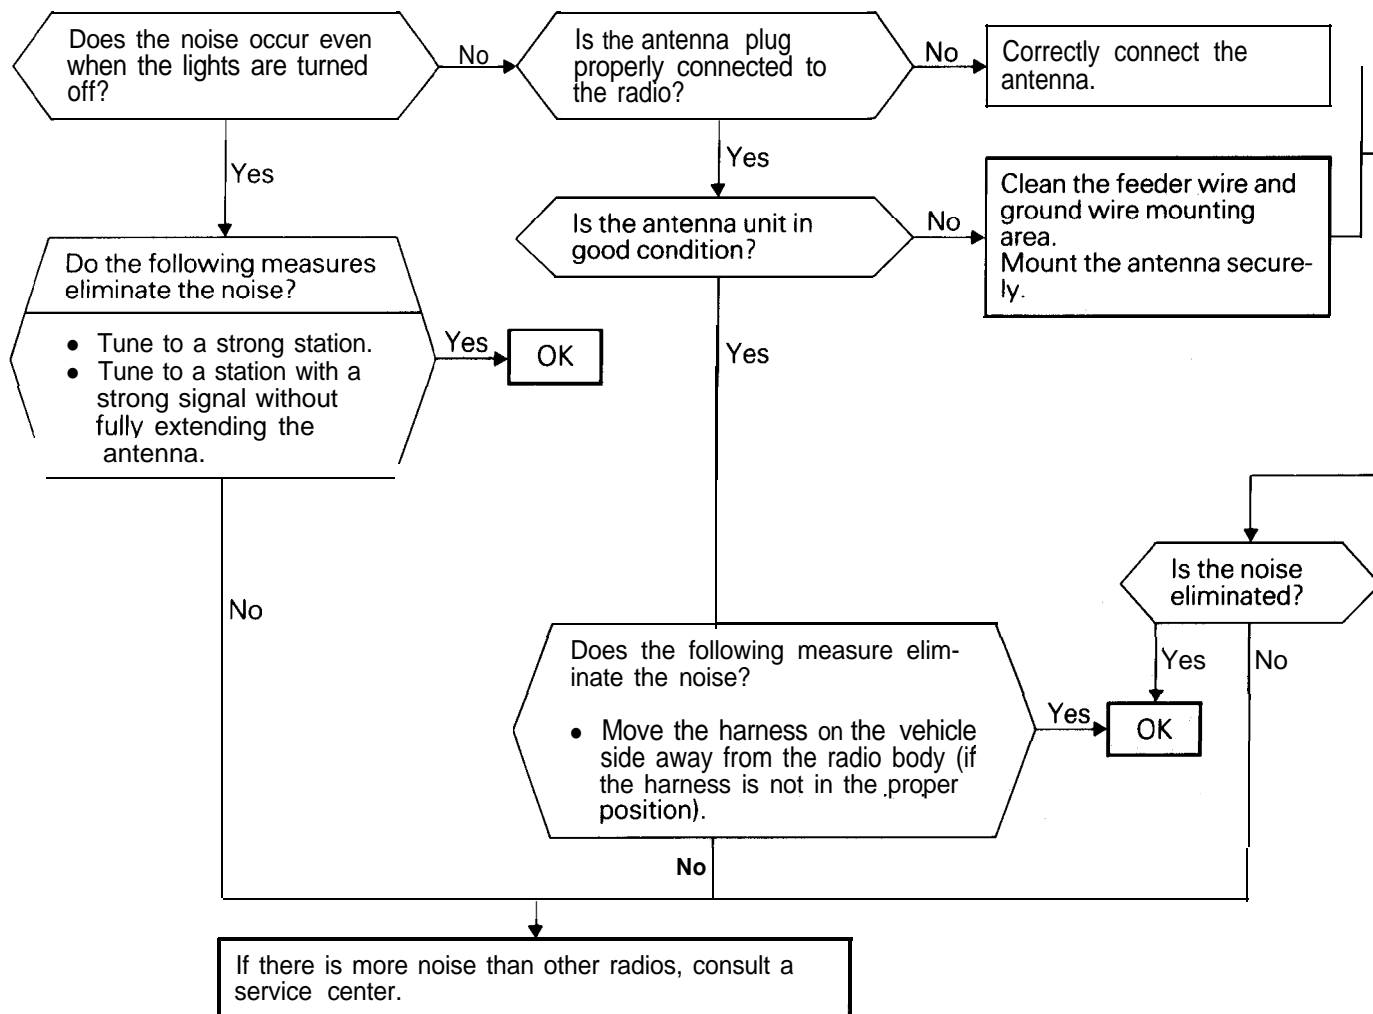 Does the noise occur even
when the lights are turned
off?
No
Is the antenna plug
properly connected to
the radio?
No
Correctly connect the
antenna.
Yes
Yes
Is the antenna unit in
good condition?
No
Clean the feeder wire and
ground wire mounting
area.
Mount the antenna secure-
ly.
Do the following measures
eliminate the noise?
● Tune to a strong station.
● Tune to a station with a
strong signal without
fully extending the
antenna.
Yes
OK
Yes
No
Is the noise
eliminated?
Yes
No
Does the following measure elim-
inate the noise?
● Move the harness on the vehicle
side away from the radio body (if
the harness is not in the proper
position).
Yes
OK
No
If there is more noise than other radios, consult a
service center.